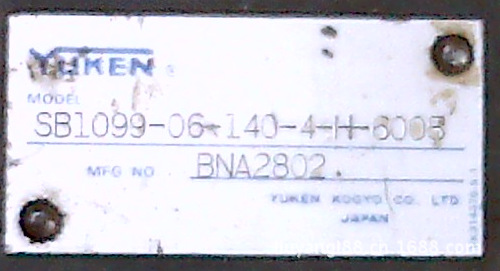 YUKEN
MODEL
SB1099-06-140-4-H-6005
MFG NO BNA2802.
YUKEN KOGYO CO. LTD
JAPAN